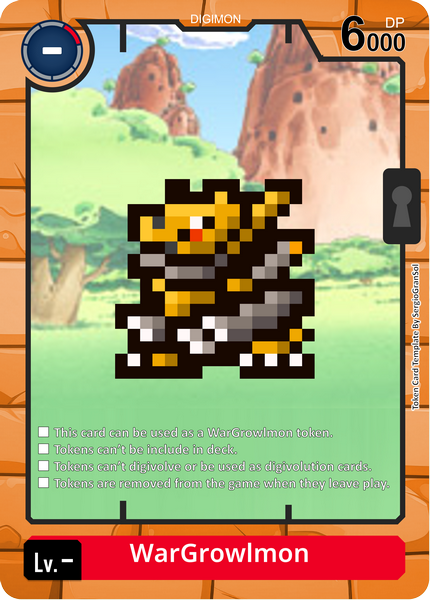 DIGIMON
DP
6000
-
This card can be used as a WarGrowlmon token.
Tokens can't be include in deck.
Tokens can't digivolve or be used as digivolution cards.
Tokens are removed from the game when they leave play.
Token Card Template By SergioGranSol
Lv.-
WarGrowlmon